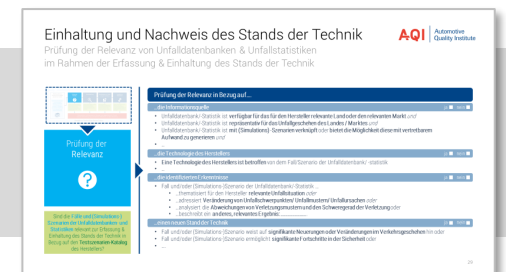 Einhaltung und Nachweis des Stands der Technik
Prüfung der Relevanz von Unfalldatenbanken & Unfallstatistiken
im Rahmen der Erfassung & Einhaltung des Stands der Technik
AQI Automotive
Quality Institute
Prüfung der
Relevanz
?
Sind die Fälle und (Simulations-)
Szenarien der Unfalldatenbanken und
Statistiken relevant zur Erfassung &
Einhaltung des Stands der Technik in
Bezug auf den Testszenarien-Katalog
des Herstellers?
Prüfung der Relevanz in Bezug auf...
...die Informationsquelle
• Unfalldatenbank/-Statistik ist verfügbar für das für den Hersteller relevante Land oder den relevanten Markt und
• Unfalldatenbank/-Statistik ist repräsentativ für das Unfallgeschehen des Landes / Marktes und
• Unfalldatenbank/-Statistik ist mit (Simulations)-Szenarien verknüpft oder bietet die Möglichkeit diese mit vertretbarem
Aufwand zu generieren und
• ...
...die Technologie des Herstellers
• Eine Technologie des Herstellers ist betroffen von dem Fall/Szenario der Unfalldatenbank/ -statistik
• ...
...die identifizierten Erkenntnisse
• Fall und/oder (Simulations-)Szenario der Unfalldatenbank/-Statistik ...
• ...thematisiert für den Hersteller relevante Unfallsituation oder
• ...adressiert Veränderung von Unfallschwerpunkten/ Unfallmustern/ Unfallursachen oder
• ...analysiert die Abweichungen von Verletzungsmustern und den Schweregrad der Verletzung oder
• ...beschreibt ein anderes, relevantes Ergebnis:
...einen neuen Stand der Technik
• Fall und/oder (Simulations-)Szenario weist auf signifikante Neuerungen oder Veränderungen im Verkehrsgeschehen hin oder
• Fall und/oder (Simulations-)Szenario ermöglicht signifikante Fortschritte in der Sicherheit oder
• ...